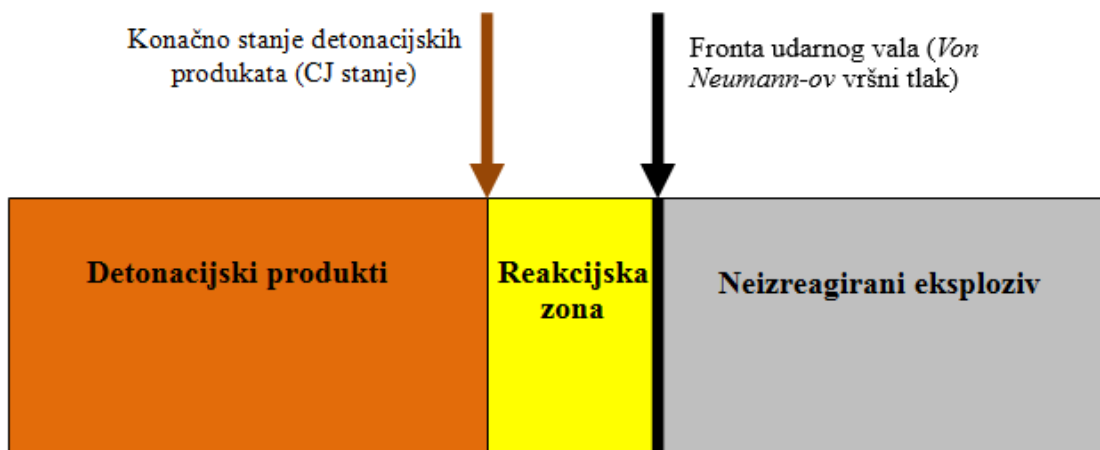 Konačno stanje detonacijskih
produkata (CJ stanje)
Fronta udarnog vala (Von
Neumann-ov vršni tlak)
Detonacijski produkti
Reakcijska
zona
Neizreagirani eksploziv